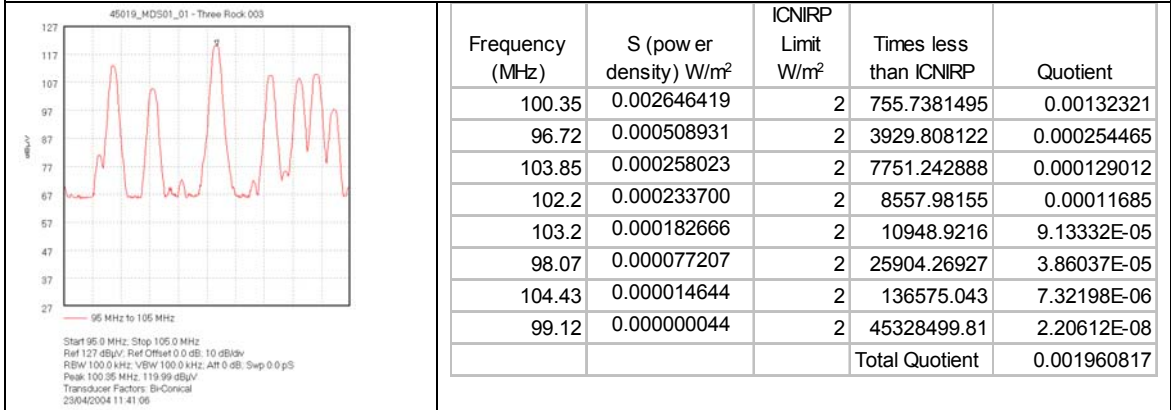 45019_MDS01_01 - Three Rock.003
127
117
107
97
87
77
67
57
47
37
27
dBµV
95 MHz to 105 MHz
Start 95.0 MHz; Stop 105.0 MHz
Ref 127 dBµV; Ref Offset 0.0 dB; 10 dB/div
RBW 100.0 kHz; VBW 100.0 kHz; Att 0 dB; Swp 0.0 pS
Peak 100.35 MHz, 119.99 dBµV
Transducer Factors: Bi-Conical
23/04/2004 11:41:06
Frequency (MHz) S (pow er density) W/m² ICNIRP Limit W/m² Times less than ICNIRP Quotient
100.35 0.002646419 2 755.7381495 0.00132321
96.72 0.000508931 2 3929.808122 0.000254465
103.85 0.000258023 2 7751.242888 0.000129012
102.2 0.000233700 2 8557.98155 0.00011685
103.2 0.000182666 2 10948.9216 9.13332E-05
98.07 0.000077207 2 25904.26927 3.86037E-05
104.43 0.000014644 2 136575.043 7.32198E-06
99.12 0.000000044 2 45328499.81 2.20612E-08
Total Quotient 0.001960817